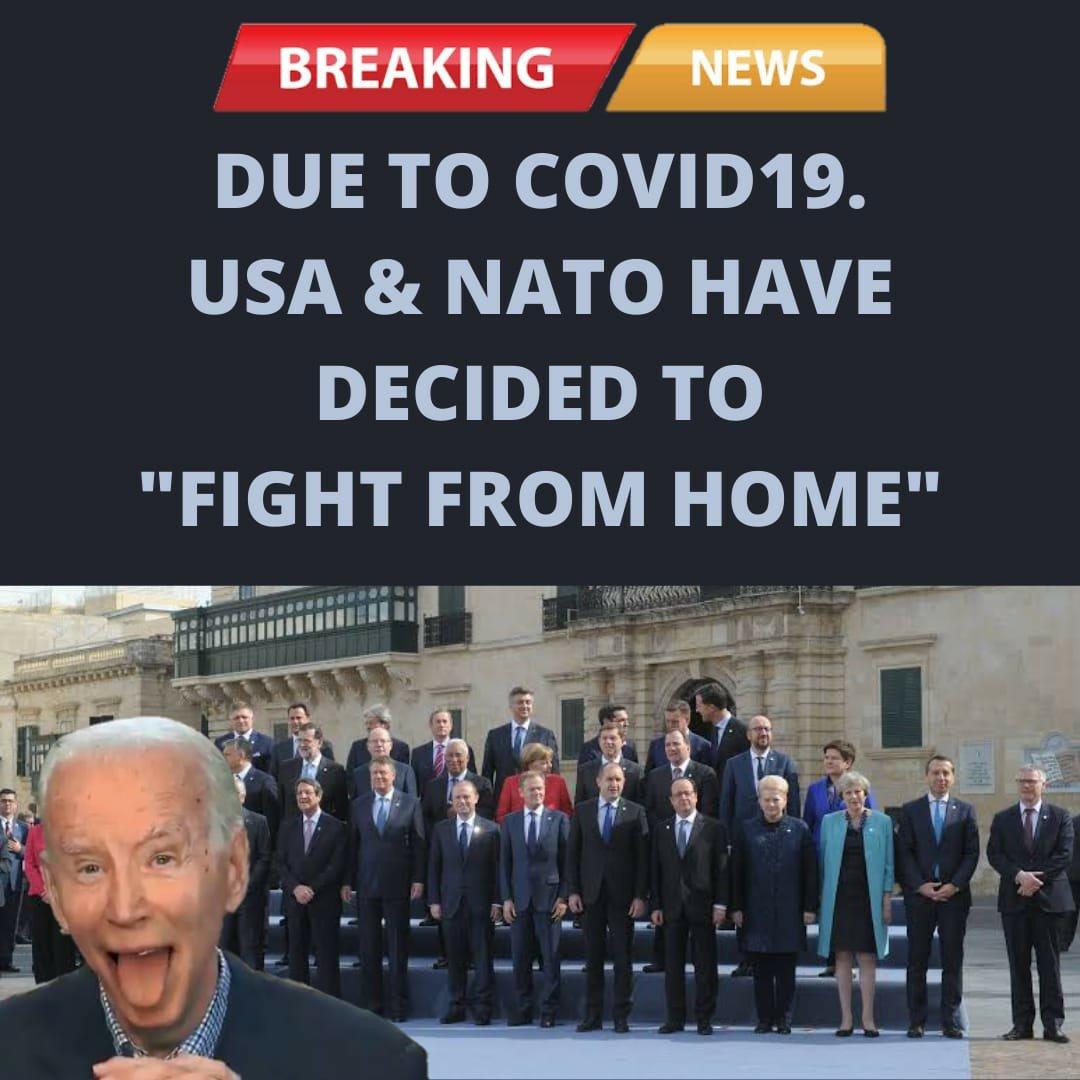 BREAKING NEWS
DUE TO COVID19.
USA & NATO HAVE
DECIDED TO
"FIGHT FROM HOME"